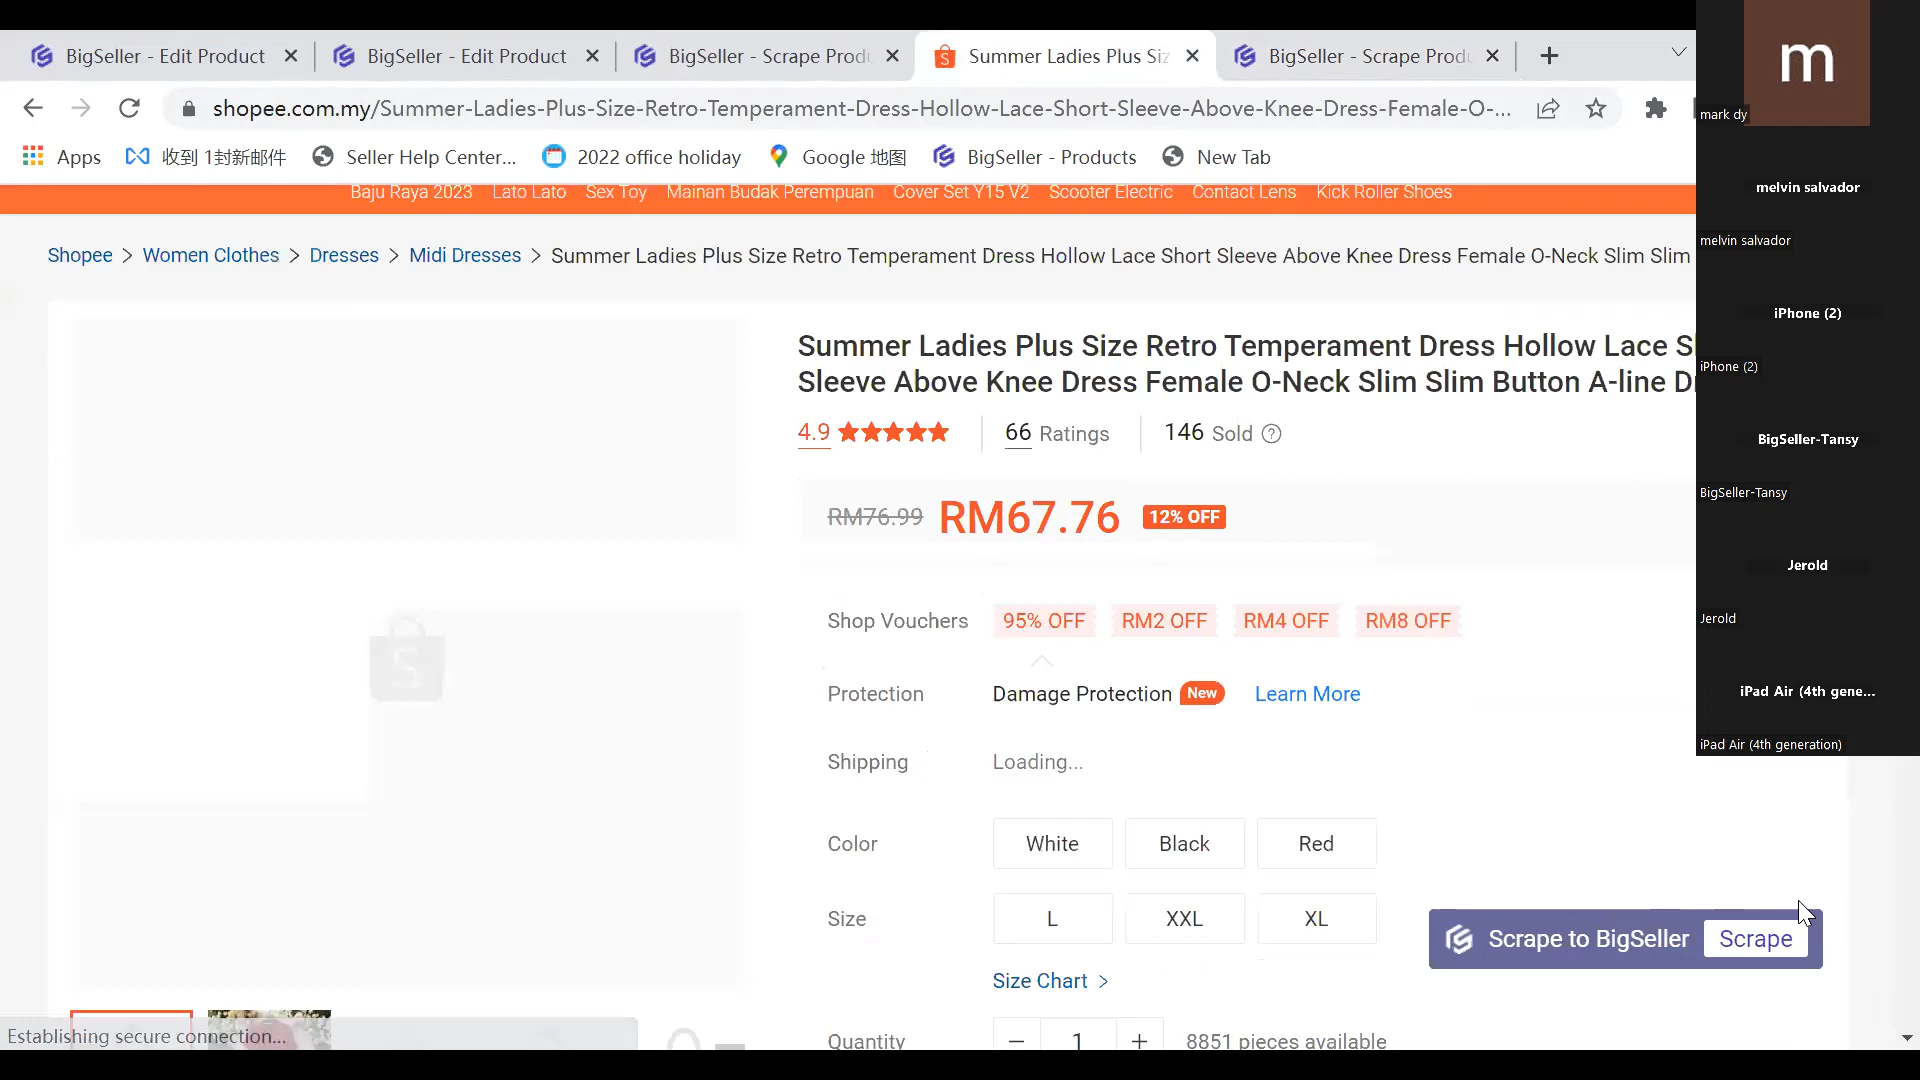 BigSeller - Edit Product
BigSeller - Edit Product
BigSeller - Scrape Prod
Summer Ladies Plus Siz
BigSeller - Scrape Prod
m
mark dy
shopee.com.my/Summer-Ladies-Plus-Size-Retro-Temperament-Dress-Hollow-Lace-Short-Sleeve-Above-Knee-Dress-Female-O-...
Apps
收到 1封新邮件
Seller Help Center...
2022 office holiday
Google 地图
BigSeller - Products
New Tab
Baju Raya 2023 Lato Lato Sex Toy Mainan Budak Perempuan Cover Set Y15 V2 Scooter Electric Contact Lens Kick Roller Shoes
melvin salvador
melvin salvador
Shopee > Women Clothes > Dresses > Midi Dresses > Summer Ladies Plus Size Retro Temperament Dress Hollow Lace Short Sleeve Above Knee Dress Female O-Neck Slim Slim
iPhone (2)
iPhone (2)
Summer Ladies Plus Size Retro Temperament Dress Hollow Lace S
Sleeve Above Knee Dress Female O-Neck Slim Slim Button A-line D
4.9
66 Ratings
146 Sold ?
BigSeller-Tansy
BigSeller-Tansy
RM76.99 RM67.76 12% OFF
Jerold
Jerold
Shop Vouchers 95% OFF RM2 OFF RM4 OFF RM8 OFF
Protection Damage Protection New Learn More
iPad Air (4th gene...
iPad Air (4th generation)
Shipping Loading...
Color White Black Red
Size L XXL XL
Scrape to BigSeller Scrape
Size Chart >
Quantity − 1 + 8851 pieces available
Establishing secure connection...